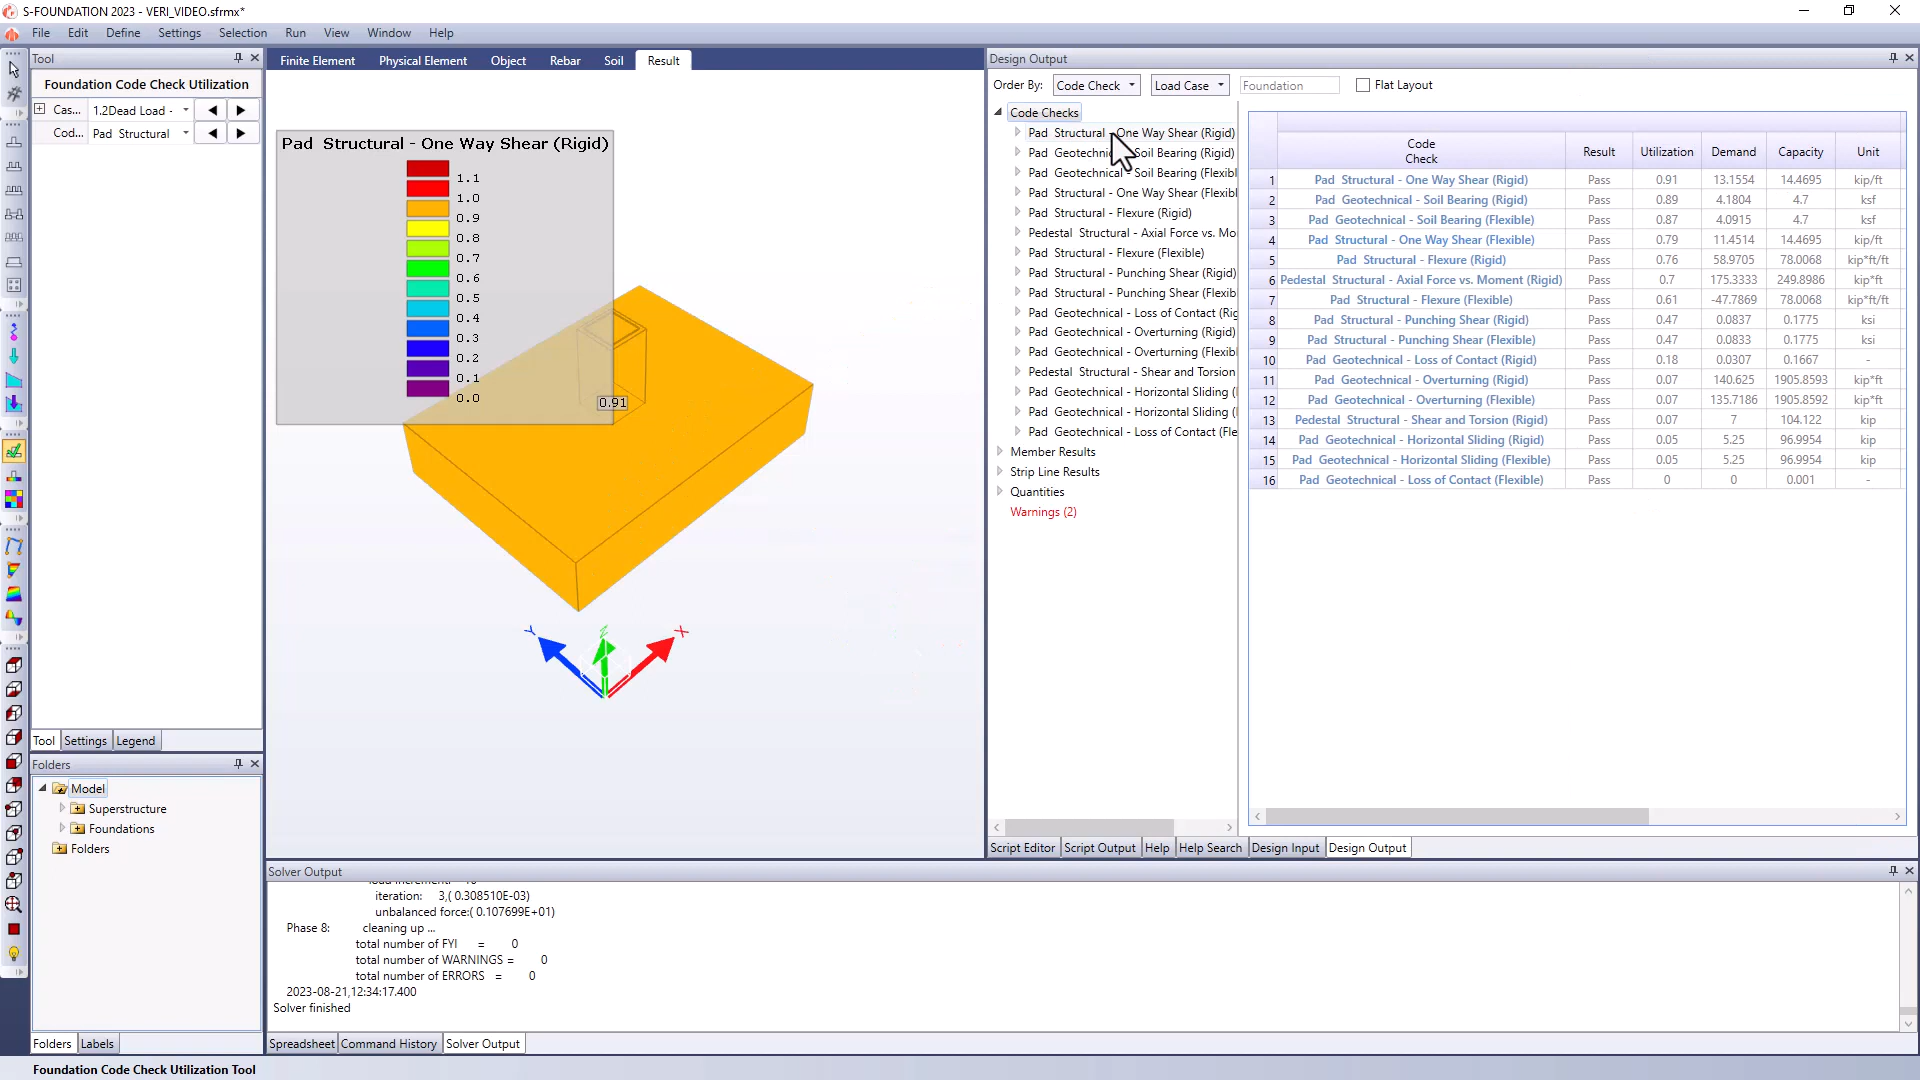 S-FOUNDATION 2023 - VERI_VIDEO.sfrmx*
File Edit Define Settings Selection Run View Window Help
Tool
Foundation Code Check Utilization
Cas... 1.2Dead Load -
Cod... Pad Structural
Tool Settings Legend
Folders
Model
Superstructure
Foundations
Folders
Folders Labels
Finite Element Physical Element Object Rebar Soil Result
Pad Structural - One Way Shear (Rigid)
1.1
1.0
0.9
0.8
0.7
0.6
0.5
0.4
0.3
0.2
0.1
0.0
0.91
Y Z X
Design Output
Order By: Code Check Load Case Foundation Flat Layout
Code Checks
Pad Structural - One Way Shear (Rigid)
Pad Geotechni Soil Bearing (Rigid)
Pad Geotechnical - Soil Bearing (Flexibl
Pad Structural - One Way Shear (Flexibl
Pad Structural - Flexure (Rigid)
Pedestal Structural - Axial Force vs. Mo
Pad Structural - Flexure (Flexible)
Pad Structural - Punching Shear (Rigid)
Pad Structural - Punching Shear (Flexib
Pad Geotechnical - Loss of Contact (Rig
Pad Geotechnical - Overturning (Rigid)
Pad Geotechnical - Overturning (Flexibl
Pedestal Structural - Shear and Torsion
Pad Geotechnical - Horizontal Sliding (
Pad Geotechnical - Horizontal Sliding (
Pad Geotechnical - Loss of Contact (Fle
Member Results
Strip Line Results
Quantities
Warnings (2)
Code Check Result Utilization Demand Capacity Unit
1 Pad Structural - One Way Shear (Rigid) Pass 0.91 13.1554 14.4695 kip/ft
2 Pad Geotechnical - Soil Bearing (Rigid) Pass 0.89 4.1804 4.7 ksf
3 Pad Geotechnical - Soil Bearing (Flexible) Pass 0.87 4.0915 4.7 ksf
4 Pad Structural - One Way Shear (Flexible) Pass 0.79 11.4514 14.4695 kip/ft
5 Pad Structural - Flexure (Rigid) Pass 0.76 58.9705 78.0068 kip*ft/ft
6 Pedestal Structural - Axial Force vs. Moment (Rigid) Pass 0.7 175.3333 249.8986 kip*ft
7 Pad Structural - Flexure (Flexible) Pass 0.61 -47.7869 78.0068 kip*ft/ft
8 Pad Structural - Punching Shear (Rigid) Pass 0.47 0.0837 0.1775 ksi
9 Pad Structural - Punching Shear (Flexible) Pass 0.47 0.0833 0.1775 ksi
10 Pad Geotechnical - Loss of Contact (Rigid) Pass 0.18 0.0307 0.1667 -
11 Pad Geotechnical - Overturning (Rigid) Pass 0.07 140.625 1905.8593 kip*ft
12 Pad Geotechnical - Overturning (Flexible) Pass 0.07 135.7186 1905.8592 kip*ft
13 Pedestal Structural - Shear and Torsion (Rigid) Pass 0.07 7 104.122 kip
14 Pad Geotechnical - Horizontal Sliding (Rigid) Pass 0.05 5.25 96.9954 kip
15 Pad Geotechnical - Horizontal Sliding (Flexible) Pass 0.05 5.25 96.9954 kip
16 Pad Geotechnical - Loss of Contact (Flexible) Pass 0 0 0.001 -
Script Editor Script Output Help Help Search Design Input Design Output
Solver Output
iteration: 3,( 0.308510E-03)
unbalanced force:( 0.107699E+01)
Phase 8: cleaning up ...
total number of FYI = 0
total number of WARNINGS = 0
total number of ERRORS = 0
2023-08-21,12:34:17.400
Solver finished
Spreadsheet Command History Solver Output
Foundation Code Check Utilization Tool